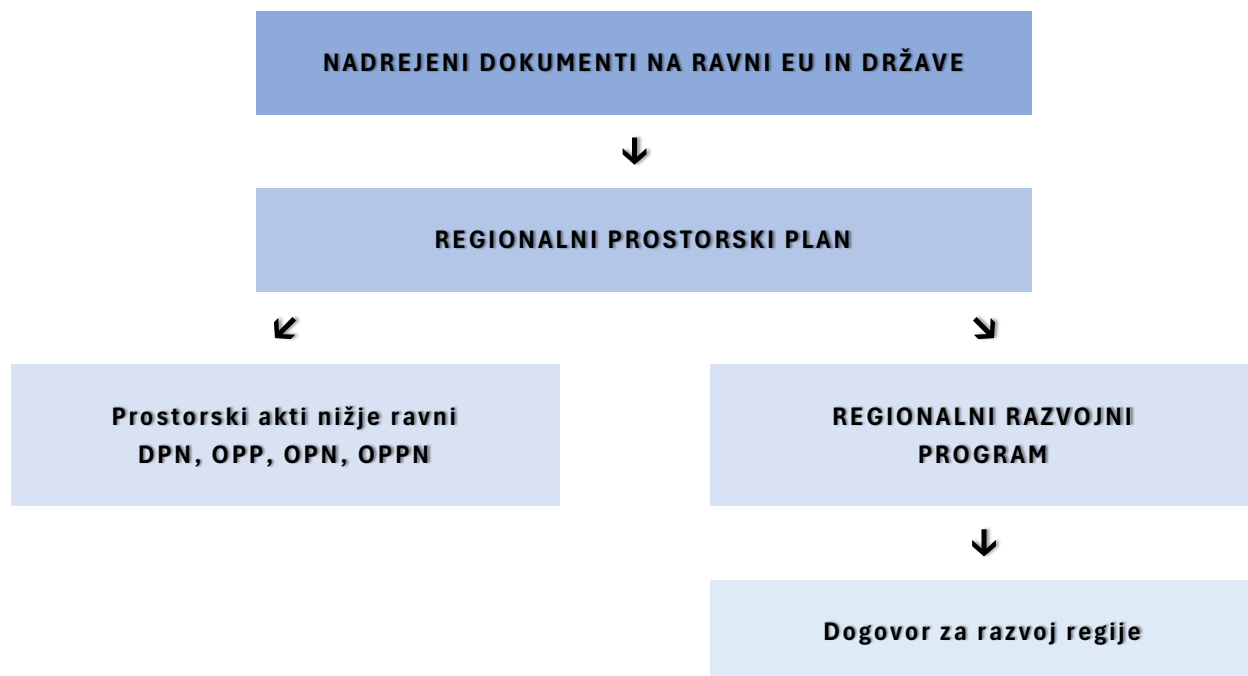 NADREJENI DOKUMENTI NA RAVNI EU IN DRŽAVE
REGIONALNI PROSTORSKI PLAN
Prostorski akti nižje ravni
DPN, OPP, OPN, OPPN
REGIONALNI RAZVOJNI
PROGRAM
Dogovor za razvoj regije